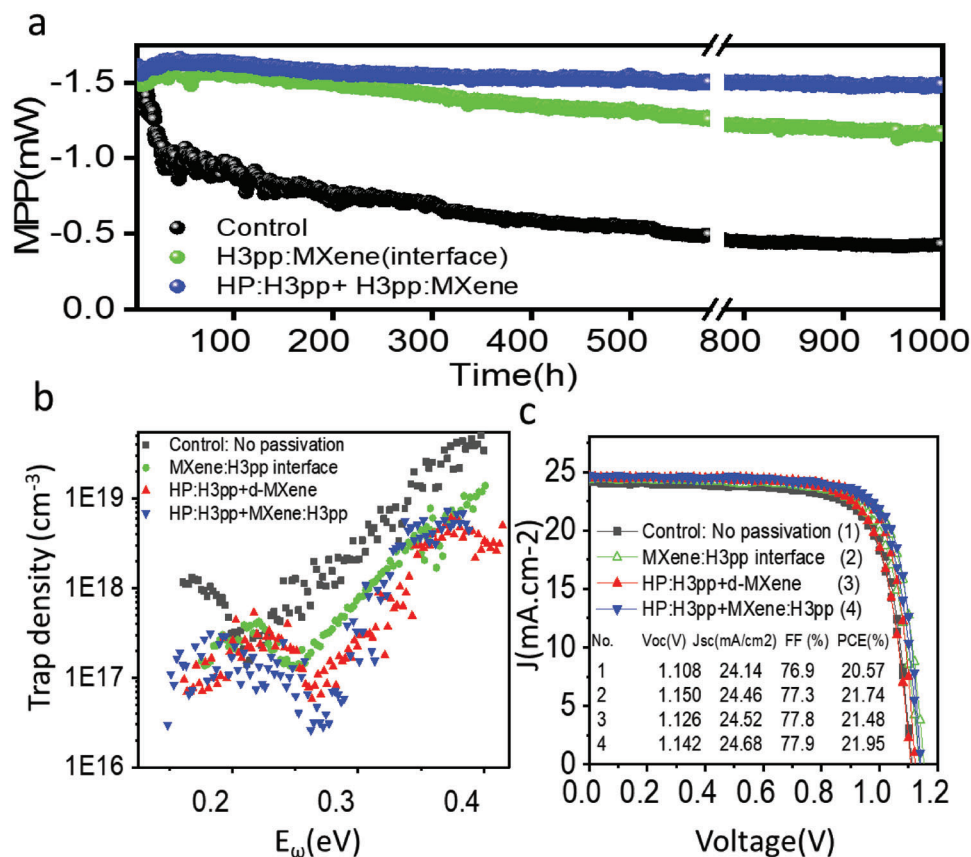 a
MPP(mW)
-1.5
-1.0
-0.5
0.0
Control
H3pp:MXene(interface)
HP:H3pp+ H3pp:MXene
100 200 300 400 500 800 900 1000
Time(h)
b
Trap density (cm-3)
1E19
1E18
1E17
1E16
Control: No passivation
MXene:H3pp interface
HP:H3pp+d-MXene
HP:H3pp+MXene:H3pp
0.2 0.3 0.4
Eω(eV)
c
J(mA.cm-2)
25
20
15
10
5
0
Control: No passivation (1)
MXene:H3pp interface (2)
HP:H3pp+d-MXene (3)
HP:H3pp+MXene:H3pp (4)
No. Voc(V) Jsc(mA/cm2) FF (%) PCE(%)
1 1.108 24.14 76.9 20.57
2 1.150 24.46 77.3 21.74
3 1.126 24.52 77.8 21.48
4 1.142 24.68 77.9 21.95
0.0 0.2 0.4 0.6 0.8 1.0 1.2
Voltage(V)